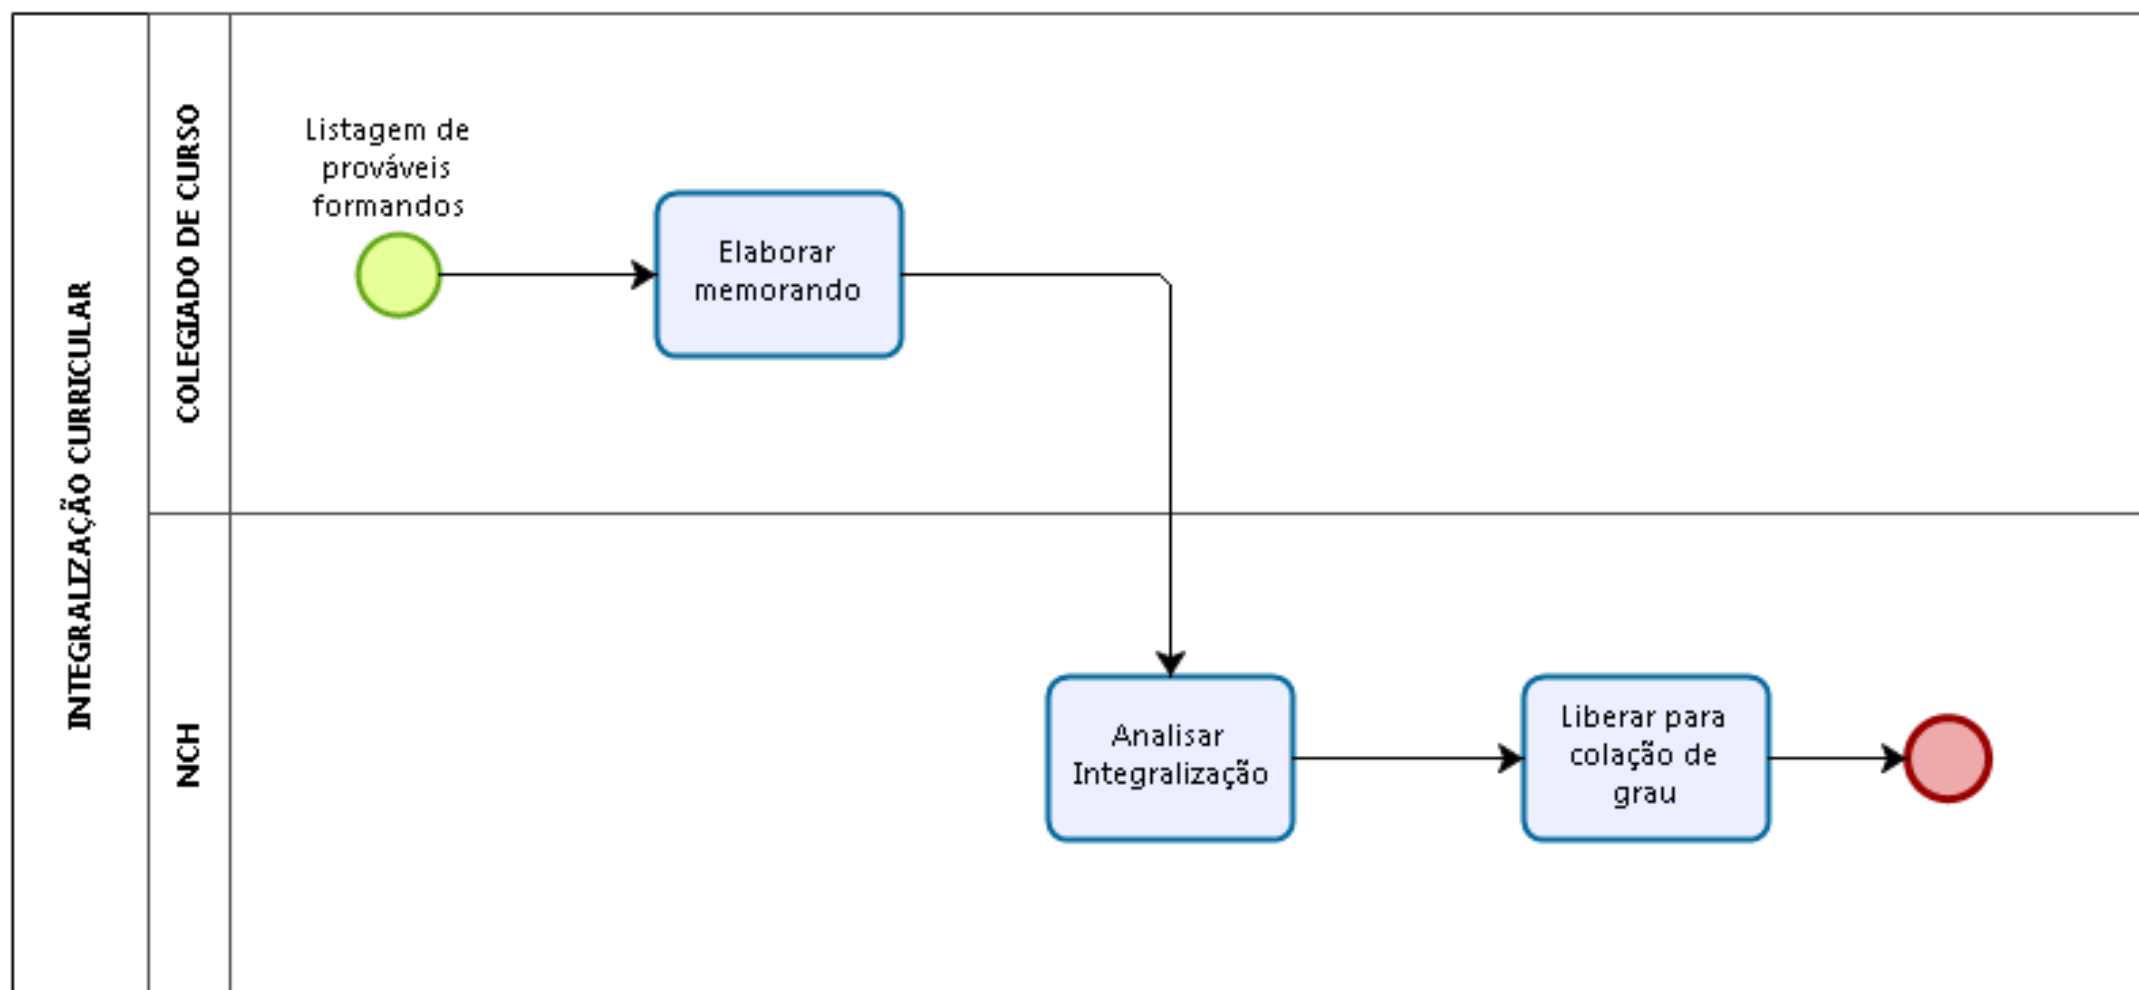 INTEGRALIZAÇÃO CURRICULAR
COLEGIADO DE CURSO
Listagem de
prováveis
formandos
Elaborar
memorando
NCH
Analisar
Integralização
Liberar para
colação de
grau